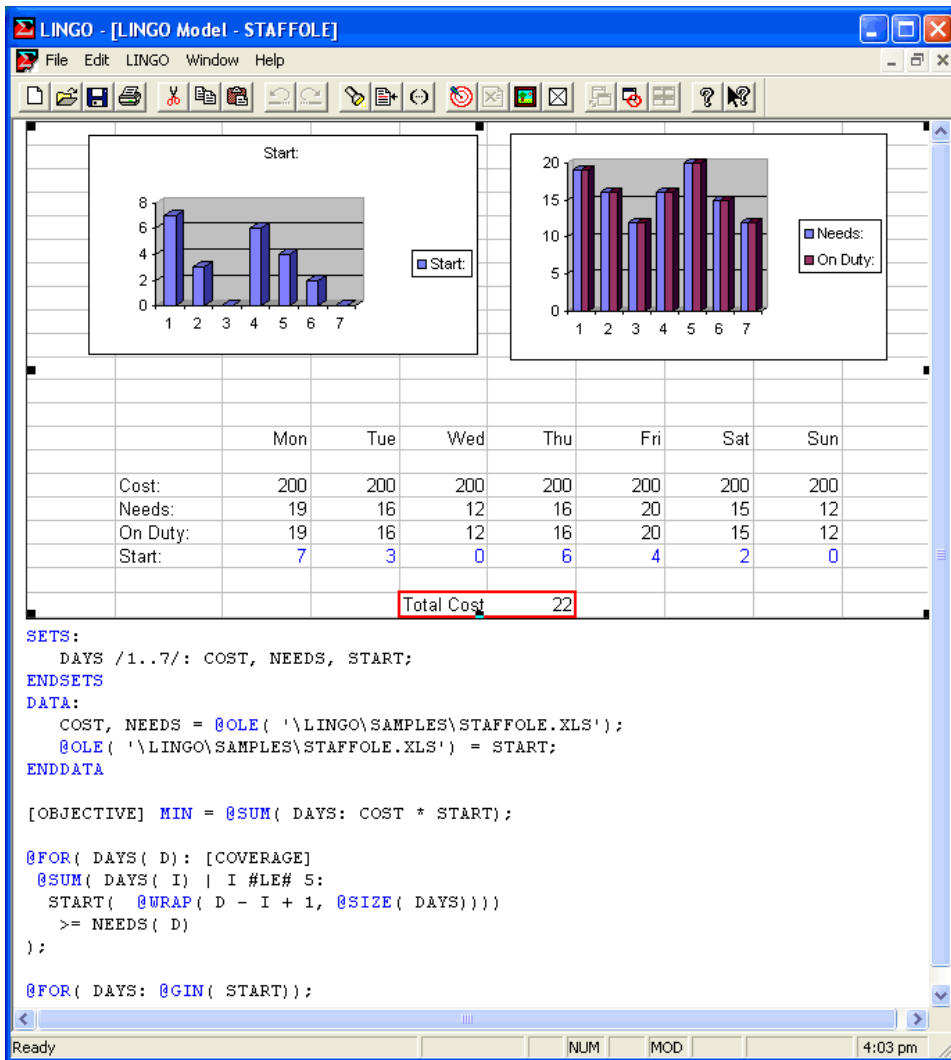 LINGO - [LINGO Model - STAFFOLE]
File Edit LINGO Window Help
Start:
8
6
4
2
0
1 2 3 4 5 6 7
Start:
20
15
10
5
0
1 2 3 4 5 6 7
Needs:
On Duty:
Mon Tue Wed Thu Fri Sat Sun
Cost: 200 200 200 200 200 200 200
Needs: 19 16 12 16 20 15 12
On Duty: 19 16 12 16 20 15 12
Start: 7 3 0 6 4 2 0
Total Cost 22
SETS:
DAYS /1..7/: COST, NEEDS, START;
ENDSETS
DATA:
COST, NEEDS = @OLE( '\LINGO\SAMPLES\STAFFOLE.XLS');
@OLE( '\LINGO\SAMPLES\STAFFOLE.XLS') = START;
ENDDATA
[OBJECTIVE] MIN = @SUM( DAYS: COST * START);
@FOR( DAYS( D): [COVERAGE]
@SUM( DAYS( I) | I #LE# 5:
START( @WRAP( D - I + 1, @SIZE( DAYS))))
>= NEEDS( D)
);
@FOR( DAYS: @GIN( START));
Ready NUM MOD 4:03 pm